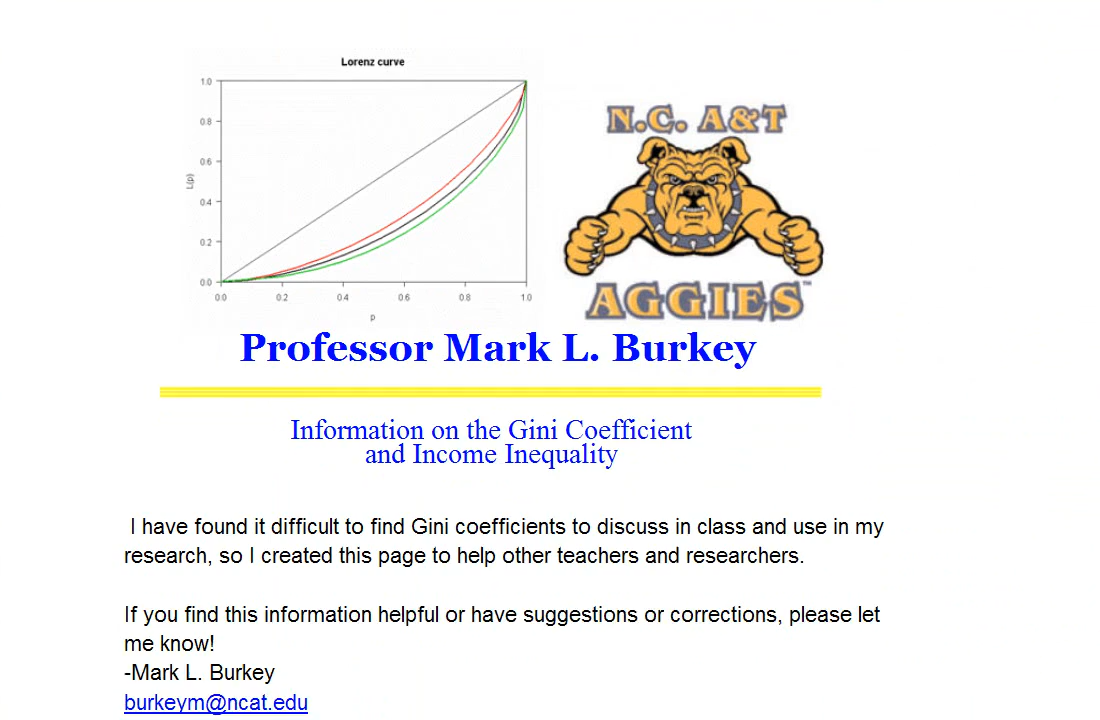 Lorenz curve
1.0
0.8
0.6
0.4
0.2
0.0
L(p)
0.0 0.2 0.4 0.6 0.8 1.0
p
N.C. A&T
AGGIES™
Professor Mark L. Burkey
Information on the Gini Coefficient
and Income Inequality
I have found it difficult to find Gini coefficients to discuss in class and use in my
research, so I created this page to help other teachers and researchers.
If you find this information helpful or have suggestions or corrections, please let
me know!
-Mark L. Burkey
burkeym@ncat.edu